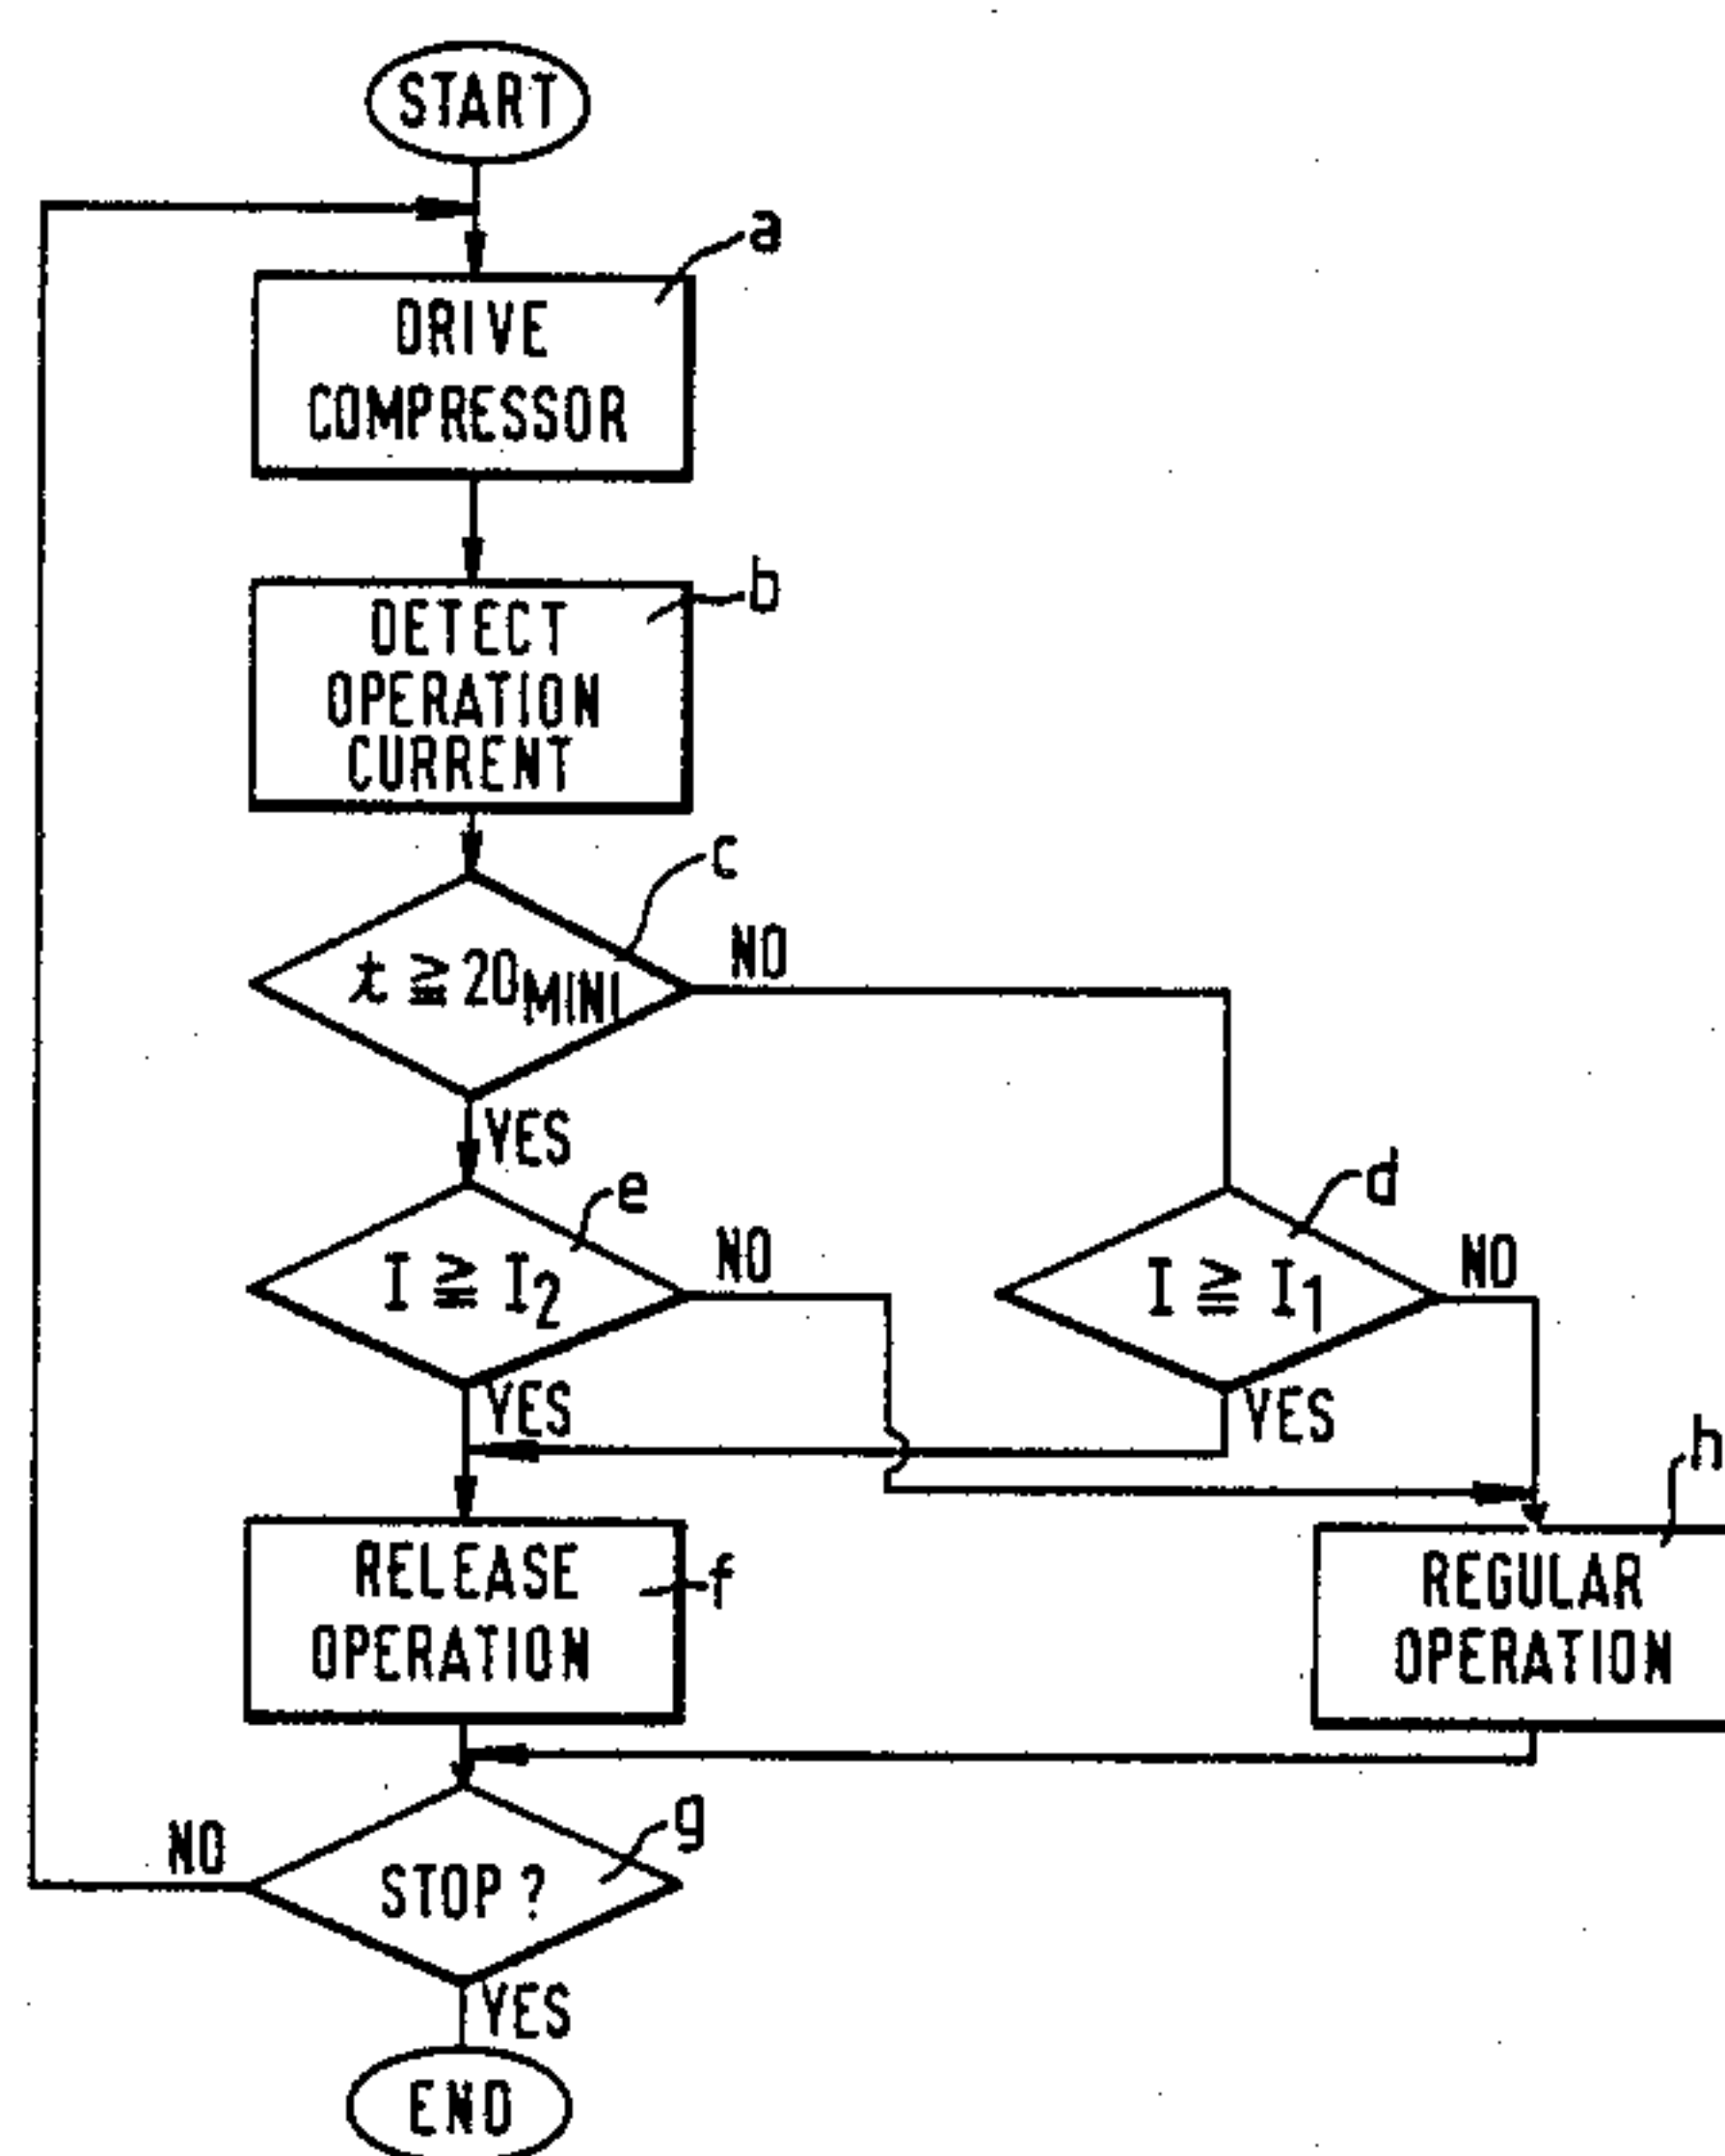 START
a
DRIVE
COMPRESSOR
b
DETECT
OPERATION
CURRENT
c
t ≧ 20MINI
NO
YES
e
I ≧ I2
NO
d
I ≧ I1
NO
YES
YES
h
RELEASE
OPERATION
f
REGULAR
OPERATION
g
NO
STOP?
YES
END